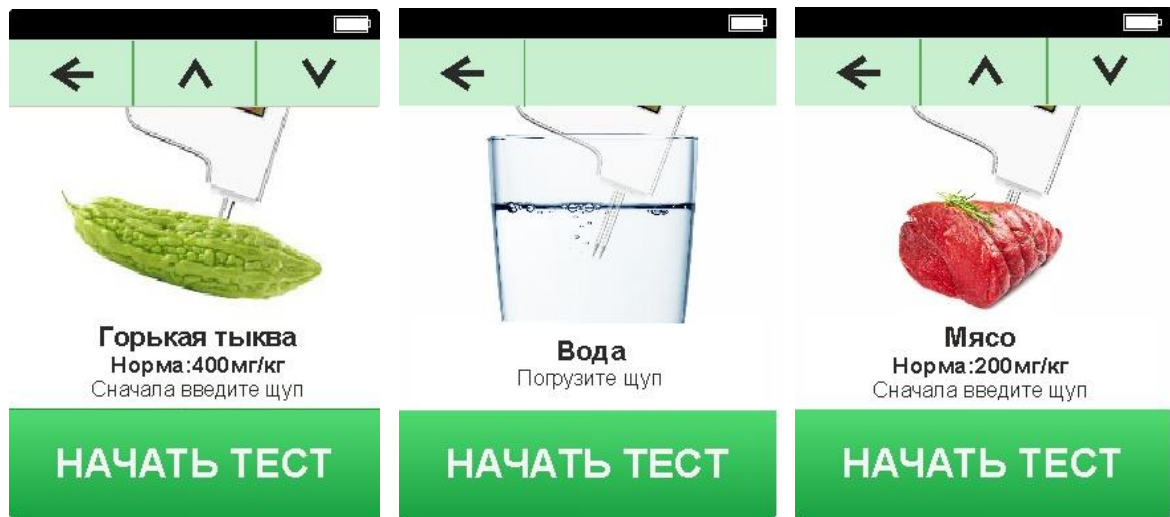 Горькая тыква
Норма:400мг/кг
Сначала введите щуп
НАЧАТЬ ТЕСТ
Вода
Погрузите щуп
НАЧАТЬ ТЕСТ
Мясо
Норма:200мг/кг
Сначала введите щуп
НАЧАТЬ ТЕСТ